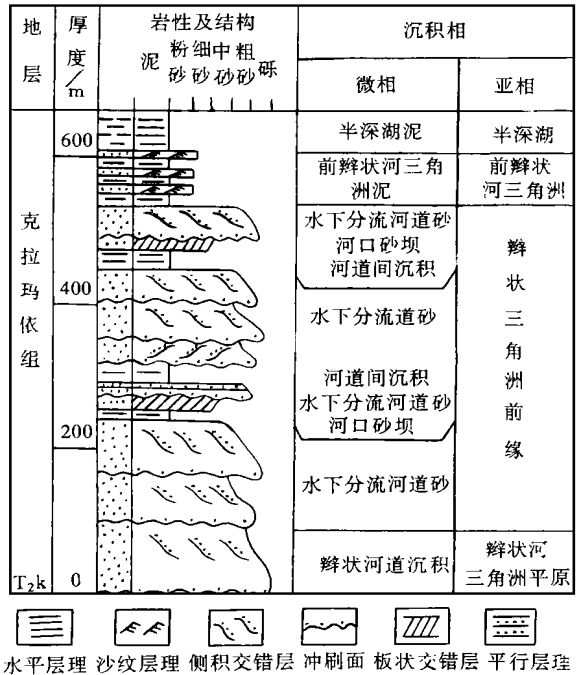 地层
厚度/m
岩性及结构
泥 粉砂 细砂 中砂 粗砂 砾
沉积相
微相
亚相
600
400
200
0
克拉玛依组
T₂k
半深湖泥
半深湖
前辫状河三角
洲泥
前辫状
河三角洲
水下分流河道砂
河口砂坝
河道间沉积
水下分流道砂
河道间沉积
水下分流河道砂
河口砂坝
水下分流河道砂
辫状三角洲前缘
辫状河道沉积
辫状河
三角洲平原
水平层理 沙纹层理 侧积交错层 冲刷面 板状交错层 平行层理